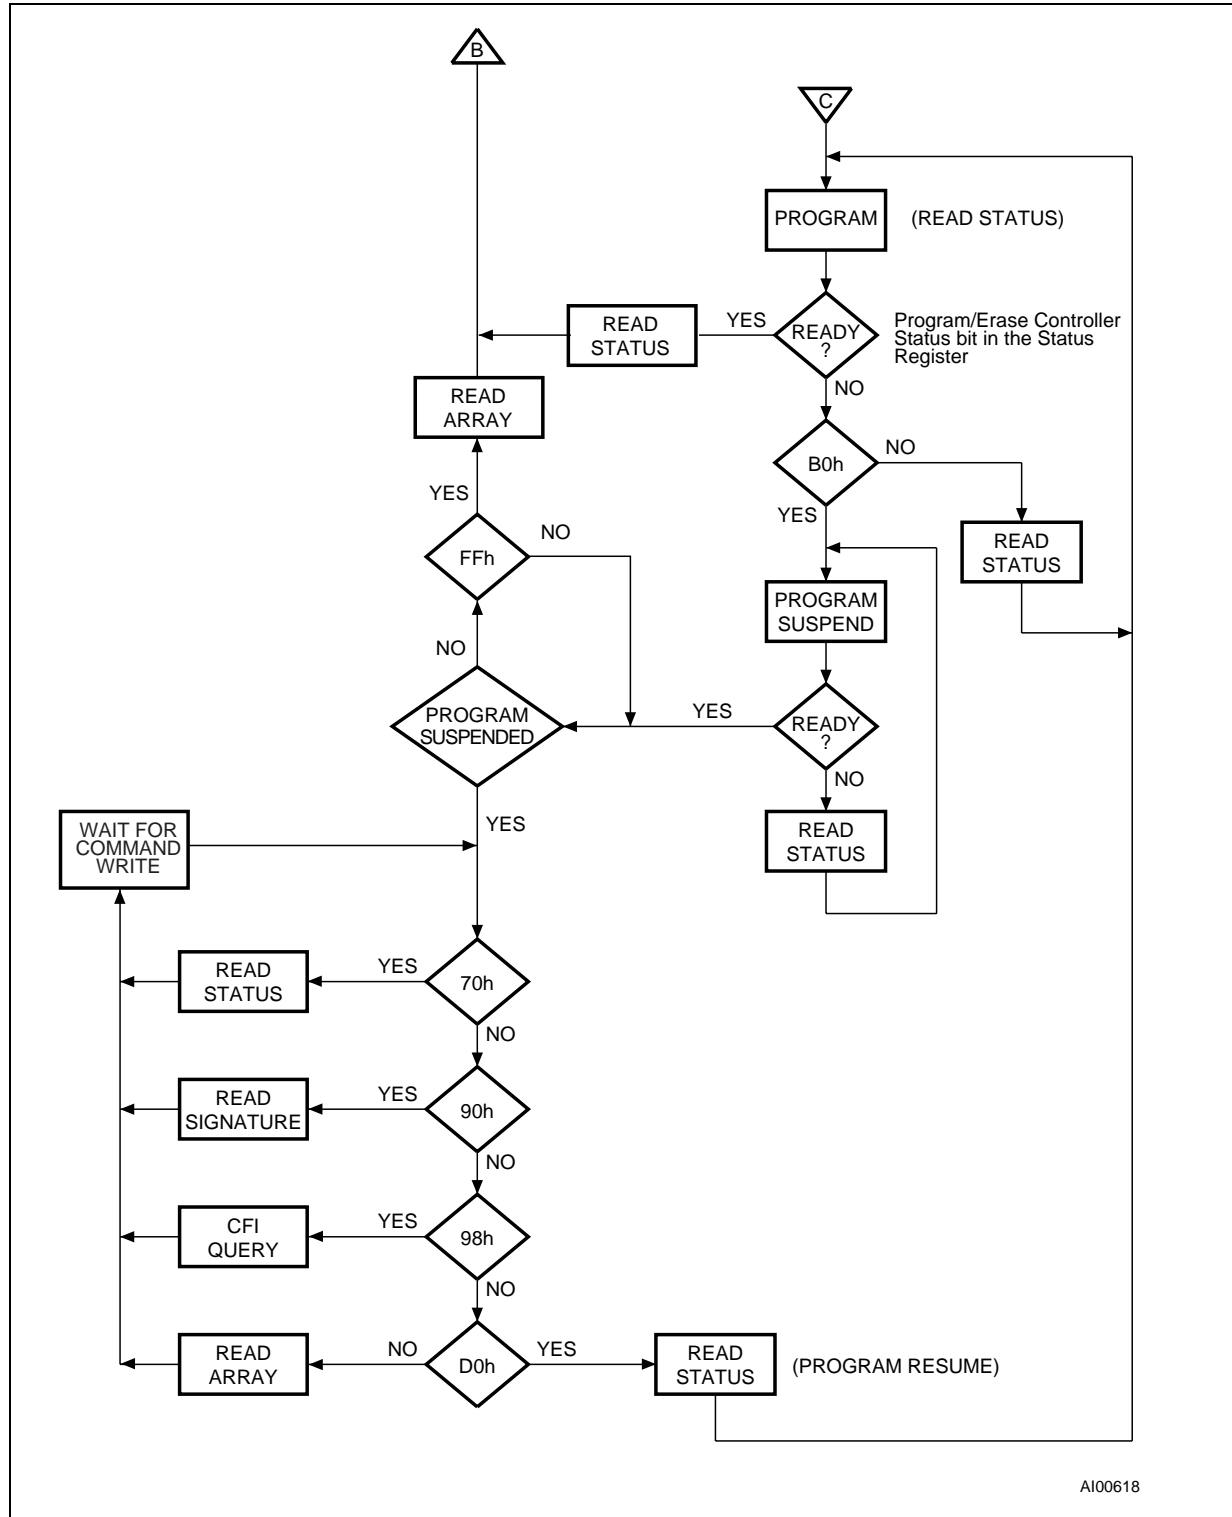 B
C
PROGRAM
(READ STATUS)
READ
STATUS
YES
READY
?
Program/Erase Controller
Status bit in the Status
Register
NO
READ
ARRAY
B0h
NO
YES
YES
FFh
NO
READ
STATUS
PROGRAM
SUSPEND
NO
PROGRAM
SUSPENDED
YES
READY
?
NO
YES
READ
STATUS
WAIT FOR
COMMAND
WRITE
READ
STATUS
YES
70h
NO
READ
SIGNATURE
YES
90h
NO
CFI
QUERY
YES
98h
NO
READ
ARRAY
NO
D0h
YES
READ
STATUS
(PROGRAM RESUME)
AI00618